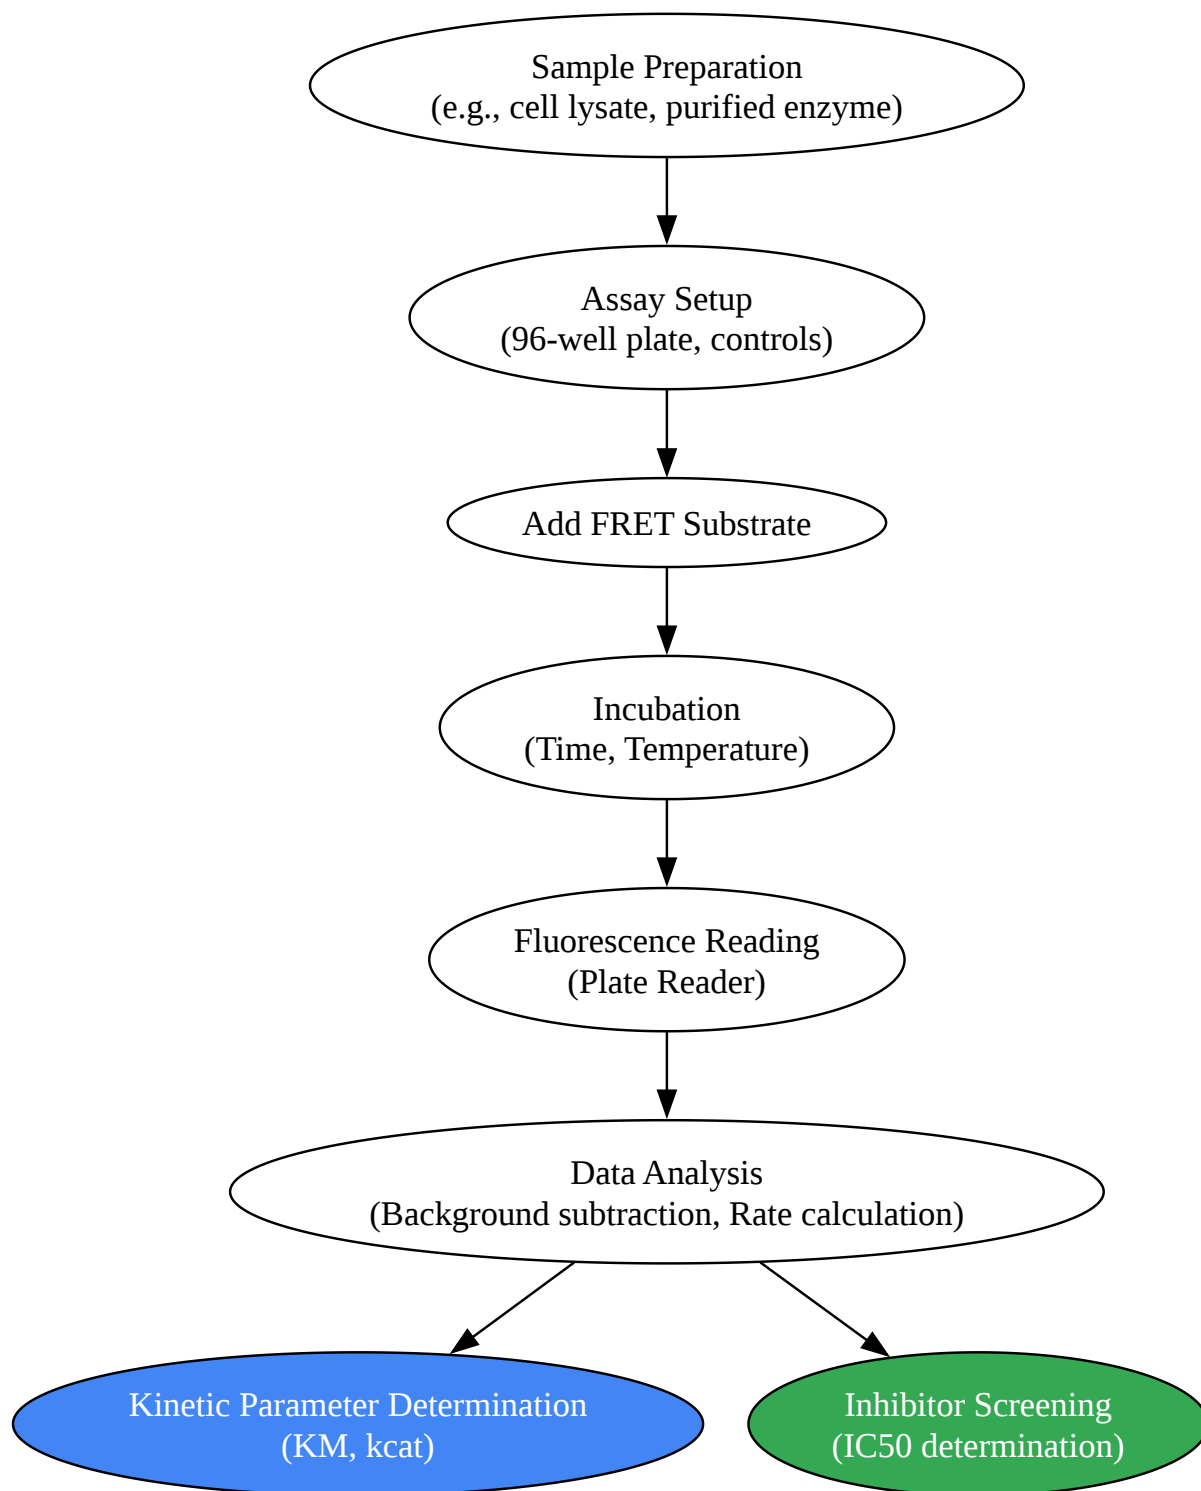 Sample Preparation
(e.g., cell lysate, purified enzyme)
Assay Setup
(96-well plate, controls)
Add FRET Substrate
Incubation
(Time, Temperature)
Fluorescence Reading
(Plate Reader)
Data Analysis
(Background subtraction, Rate calculation)
Kinetic Parameter Determination
(KM, kcat)
Inhibitor Screening
(IC50 determination)